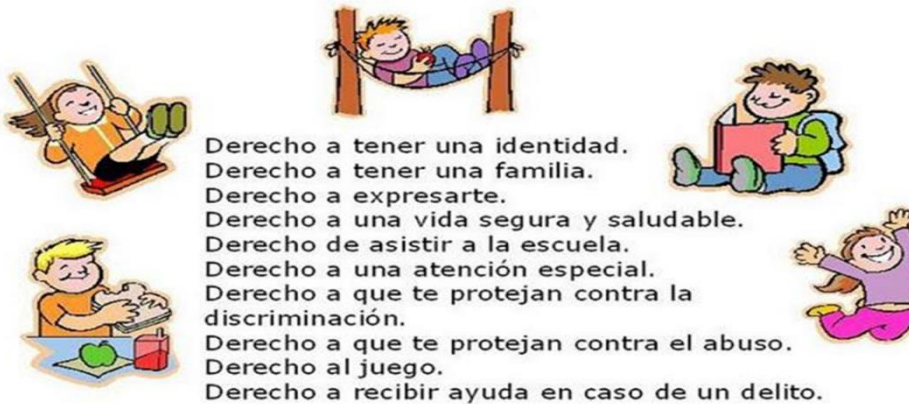 Derecho a tener una identidad.
Derecho a tener una familia.
Derecho a expresarte.
Derecho a una vida segura y saludable.
Derecho de asistir a la escuela.
Derecho a una atención especial.
Derecho a que te protejan contra la
discriminación.
Derecho a que te protejan contra el abuso.
Derecho al juego.
Derecho a recibir ayuda en caso de un delito.